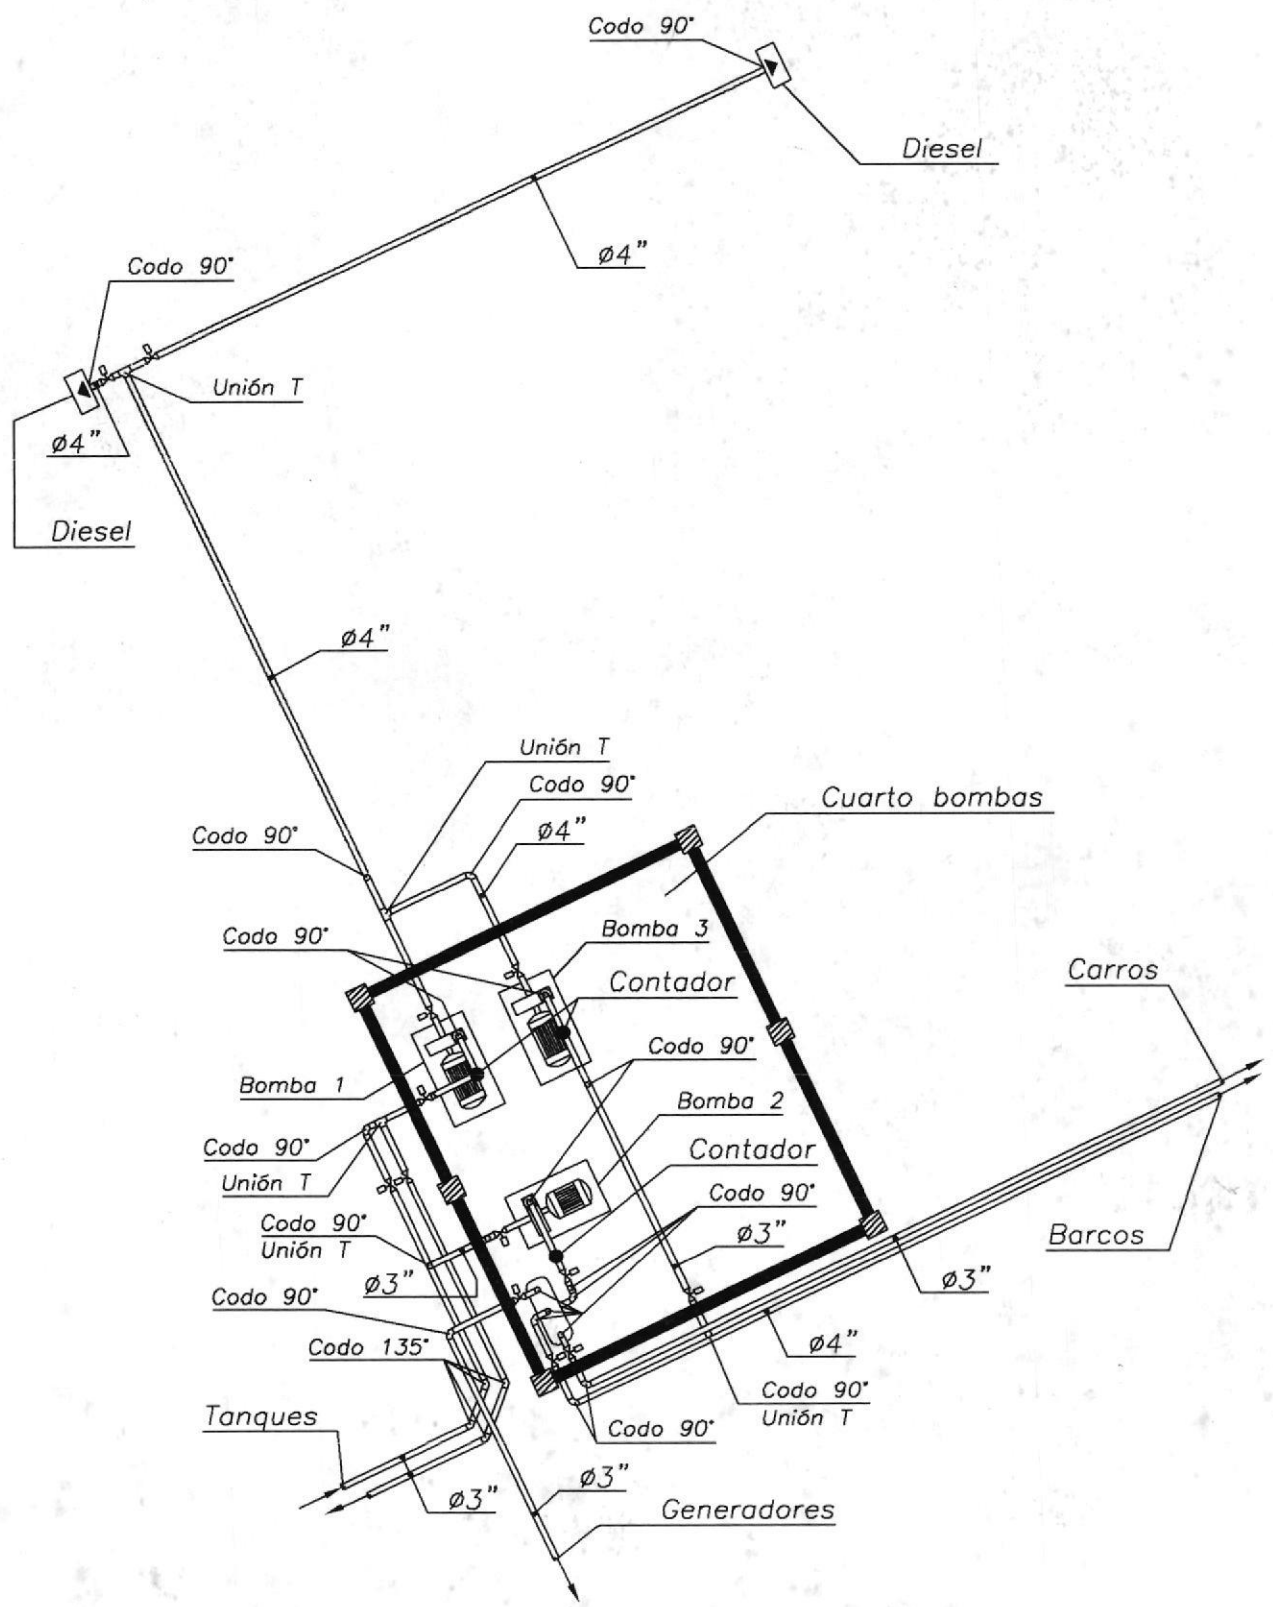 Codo 90°
Diesel
ø4"
Codo 90°
Unión T
ø4"
Diesel
ø4"
Unión T
Codo 90°
Cuarto bombas
Codo 90°
ø4"
Codo 90°
Bomba 3
Carros
Contador
Codo 90°
Bomba 1
Bomba 2
Codo 90°
Contador
Unión T
Codo 90°
Codo 90°
Unión T
ø3"
Barcos
ø3"
ø3"
Codo 90°
ø4"
Codo 135°
Codo 90°
Unión T
Tanques
Codo 90°
ø3"
ø3"
Generadores